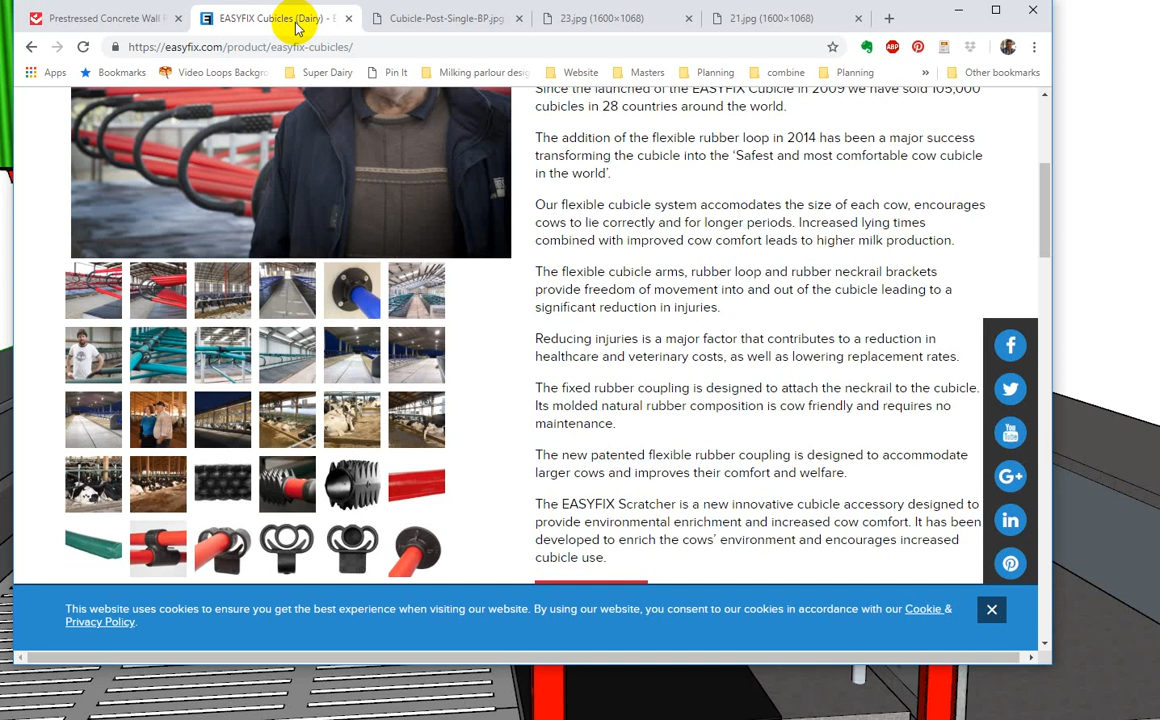 Prestressed Concrete Wall
EASYFIX Cubicles (Dairy) - E
Cubicle-Post-Single-BP.jpg
23.jpg (1600×1068)
21.jpg (1600×1068)
https://easyfix.com/product/easyfix-cubicles/
ABP
Apps
Bookmarks
Video Loops Backgro
Super Dairy
Pin It
Milking parlour desig
Website
Masters
Planning
combine
Planning
»
Other bookmarks
Since the launched of the EASYFIX Cubicle in 2009 we have sold 105,000
cubicles in 28 countries around the world.
The addition of the flexible rubber loop in 2014 has been a major success
transforming the cubicle into the ‘Safest and most comfortable cow cubicle
in the world’.
Our flexible cubicle system accomodates the size of each cow, encourages
cows to lie correctly and for longer periods. Increased lying times
combined with improved cow comfort leads to higher milk production.
The flexible cubicle arms, rubber loop and rubber neckrail brackets
provide freedom of movement into and out of the cubicle leading to a
significant reduction in injuries.
Reducing injuries is a major factor that contributes to a reduction in
healthcare and veterinary costs, as well as lowering replacement rates.
The fixed rubber coupling is designed to attach the neckrail to the cubicle.
Its molded natural rubber composition is cow friendly and requires no
maintenance.
The new patented flexible rubber coupling is designed to accommodate
larger cows and improves their comfort and welfare.
The EASYFIX Scratcher is a new innovative cubicle accessory designed to
provide environmental enrichment and increased cow comfort. It has been
developed to enrich the cows’ environment and encourages increased
cubicle use.
This website uses cookies to ensure you get the best experience when visiting our website. By using our website, you consent to our cookies in accordance with our Cookie &
Privacy Policy.